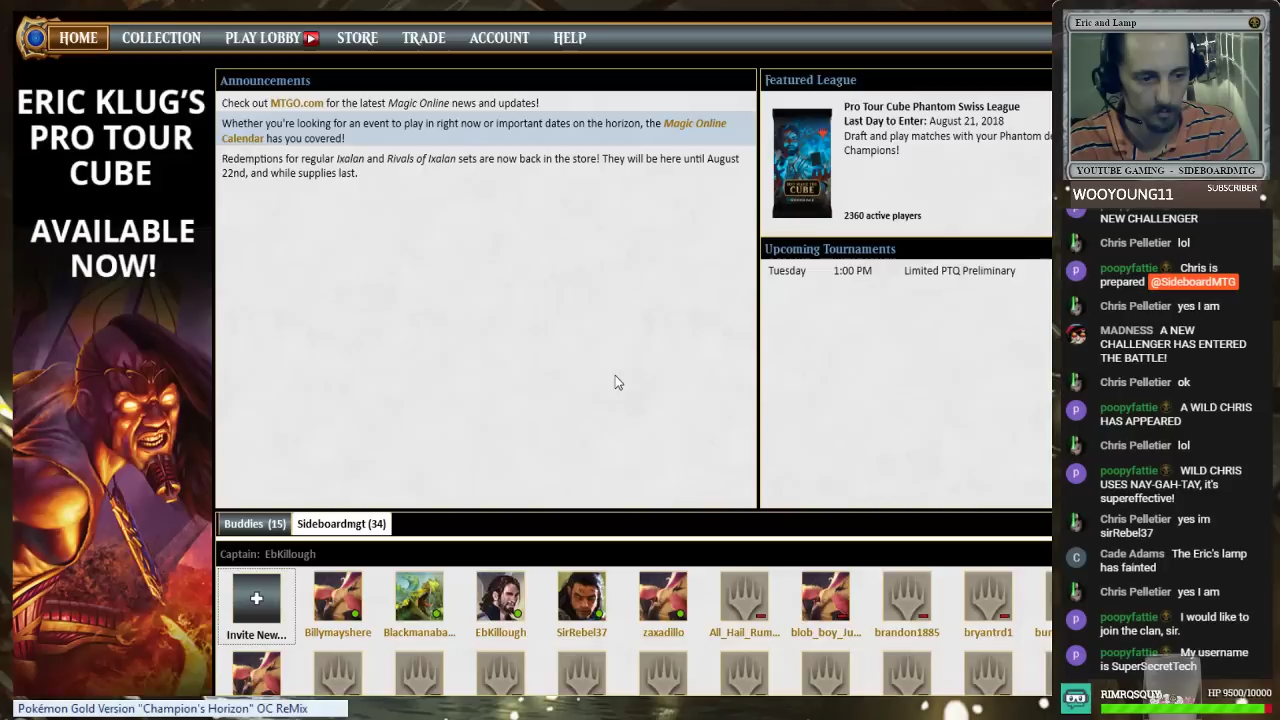 HOME COLLECTION PLAY LOBBY STORE TRADE ACCOUNT HELP
ERIC KLUG'S
PRO TOUR
CUBE
AVAILABLE
NOW!
Announcements
Check out MTGO.com for the latest Magic Online news and updates!
Whether you're looking for an event to play in right now or important dates on the horizon, the Magic Online
Calendar has you covered!
Redemptions for regular Ixalan and Rivals of Ixalan sets are now back in the store! They will be here until August
22nd, and while supplies last.
Featured League
Pro Tour Cube Phantom Swiss League
Last Day to Enter: August 21, 2018
Draft and play matches with your Phantom de
Champions!
CUBE
2360 active players
Upcoming Tournaments
Tuesday 1:00 PM Limited PTQ Preliminary
Buddies (15) Sideboardmgt (34)
Captain: EbKillough
+
Invite New... Billymayshere Blackmanaba... EbKillough SirRebel37 zaxadillo All_Hail_Rum... blob_boy_Ju... brandon1885 bryantrd1 bur
Pokémon Gold Version "Champion's Horizon" OC ReMix
Eric and Lamp
YOUTUBE GAMING - SIDEBOARDMTG
WOOYOUNG11 SUBSCRIBER
NEW CHALLENGER
Chris Pelletier lol
poopyfattie Chris is
prepared @SideboardMTG
Chris Pelletier yes I am
MADNESS A NEW
CHALLENGER HAS ENTERED
THE BATTLE!
Chris Pelletier ok
poopyfattie A WILD CHRIS
HAS APPEARED
Chris Pelletier lol
poopyfattie WILD CHRIS
USES NAY-GAH-TAY, it's
supereffective!
Chris Pelletier yes im
sirRebel37
Cade Adams The Eric's lamp
has fainted
Chris Pelletier yes I am
poopyfattie I would like to
join the clan, sir.
poopyfattie My username
is SuperSecretTech
RIMRQSQUY HP 9500/10000